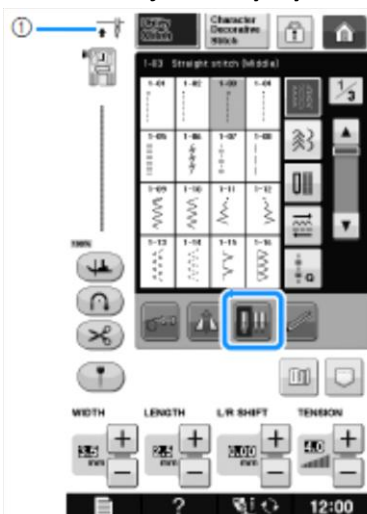 ①
Utility Stitch
Character Decorative Stitch
1-03 Straight stitch (Middle)
1-01 1-02 1-03 1-04
1/3
1-05 1-06 1-07 1-08
1-09 1-10 1-11 1-12
1-13 1-14 1-15 1-16
100%
WIDTH LENGTH L/R SHIFT TENSION
3.5 mm 2.5 mm 0.00 mm 4.0
+ + + +
− − − −
? 12:00